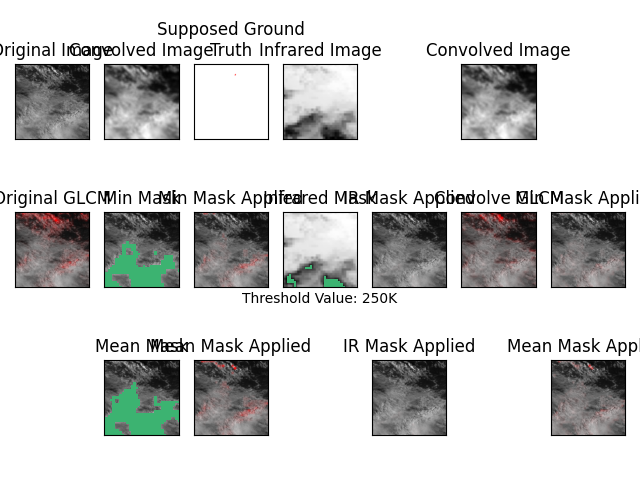 Supposed Ground
Original Image Convolved Image Truth Infrared Image Convolved Image
Original GLCM Min Mask Min Mask Applied Infrared Mask IR Mask Applied Convolve GLCM Min Mask Appli
Threshold Value: 250K
Mean Mask Mean Mask Applied IR Mask Applied Mean Mask Appl